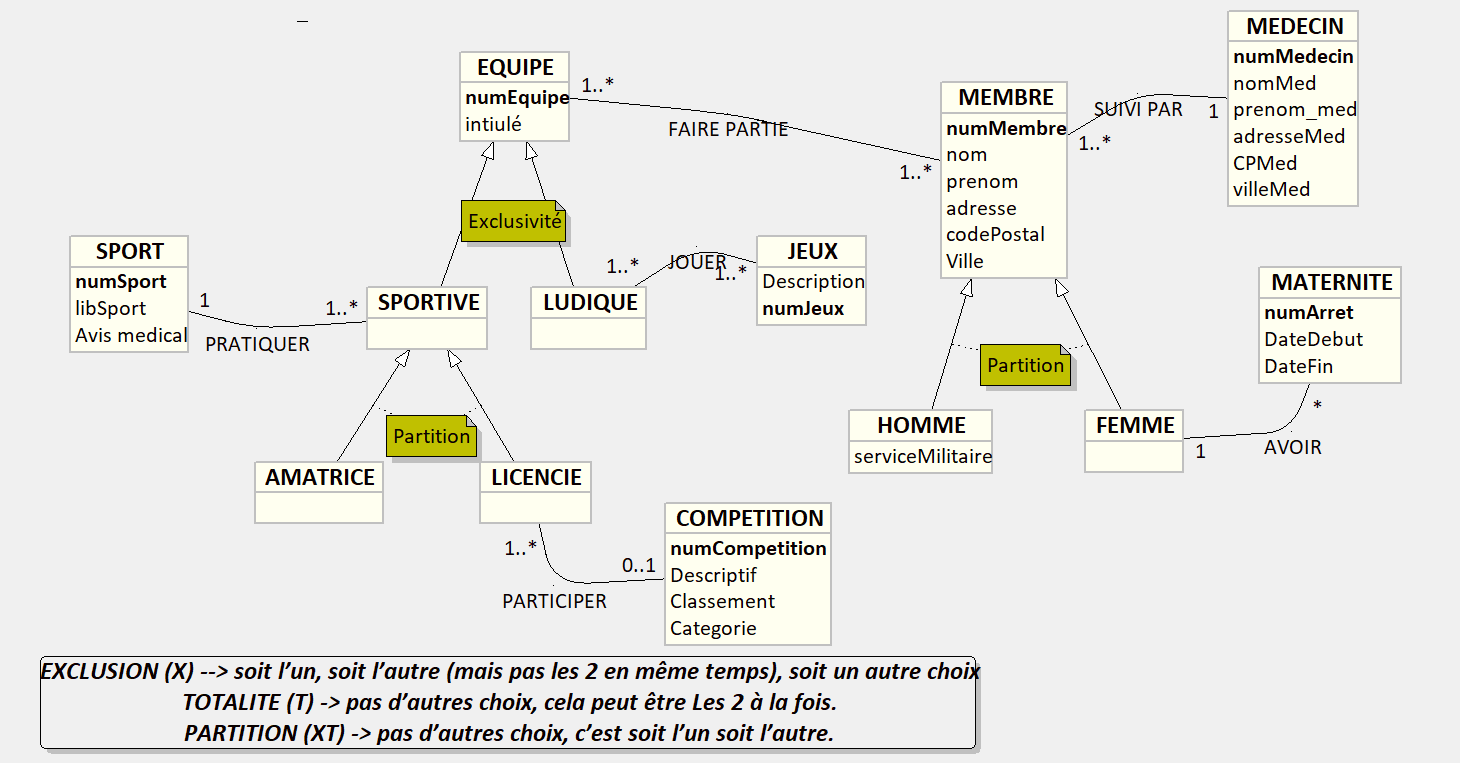 EQUIPE
numEquipe
intiulé
1..*
FAIRE PARTIE
1..*
MEMBRE
numMembre
nom
prenom
adresse
codePostal
Ville
SUIVI PAR
1..*
1
MEDECIN
numMedecin
nomMed
prenom_med
adresseMed
CPMed
villeMed
Exclusivité
SPORT
numSport
libSport
Avis medical
1
PRATIQUER
1..*
SPORTIVE
LUDIQUE
1..*
JOUER
1..*
JEUX
Description
numJeux
MATERNITE
numArret
DateDebut
DateFin
Partition
HOMME
serviceMilitaire
FEMME
1
AVOIR
*
Partition
AMATRICE
LICENCIE
1..*
PARTICIPER
0..1
COMPETITION
numCompetition
Descriptif
Classement
Categorie
EXCLUSION (X) --> soit l’un, soit l’autre (mais pas les 2 en même temps), soit un autre choix
TOTALITE (T) -> pas d’autres choix, cela peut être Les 2 à la fois.
PARTITION (XT) -> pas d’autres choix, c’est soit l’un soit l’autre.